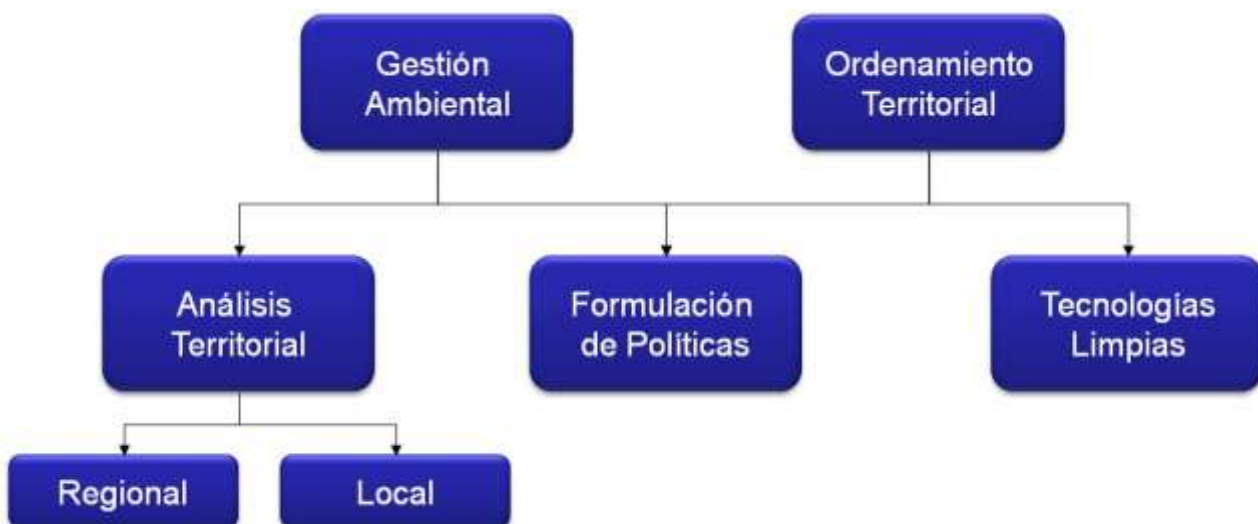 Gestión
Ambiental
Ordenamiento
Territorial
Análisis
Territorial
Formulación
de Políticas
Tecnologías
Limpias
Regional
Local